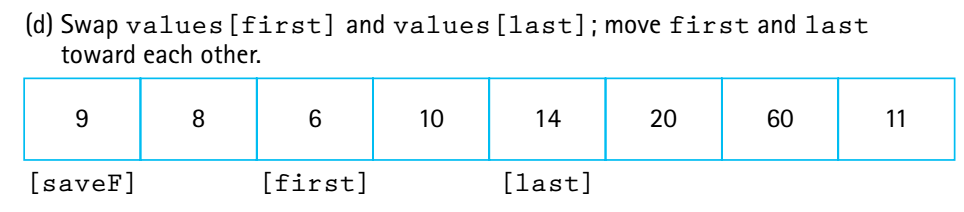 (d) Swap values[first] and values[last]; move first and last
toward each other.
9 8 6 10 14 20 60 11
[saveF] [first] [last]